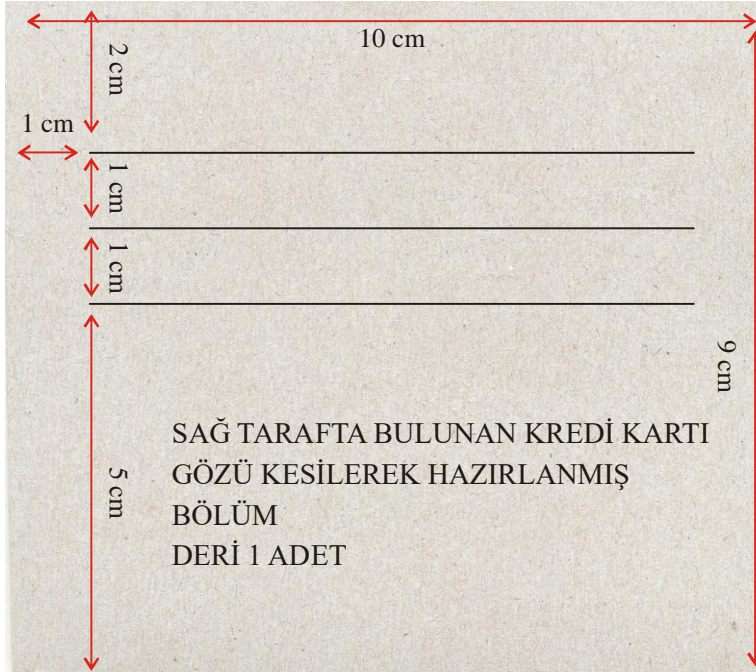 10 cm
2 cm
1 cm
1 cm
1 cm
9 cm
5 cm
SAĞ TARAFTA BULUNAN KREDİ KARTI
GÖZÜ KESİLEREK HAZIRLANMIŞ
BÖLÜM
DERİ 1 ADET